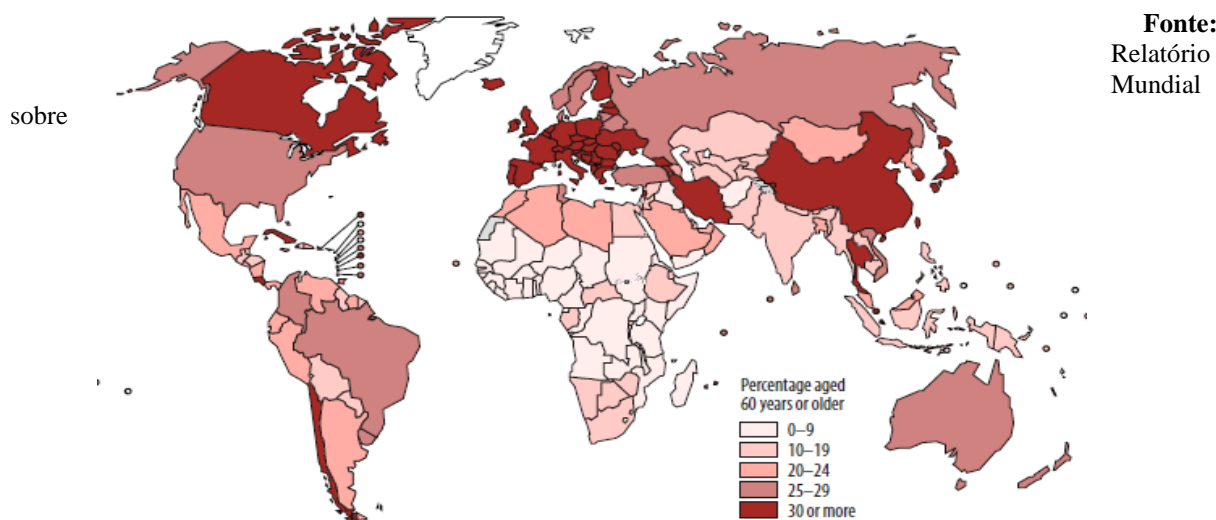 Fonte:
Relatório
Mundial
sobre
Percentage aged
60 years or older
0–9
10–19
20–24
25–29
30 or more